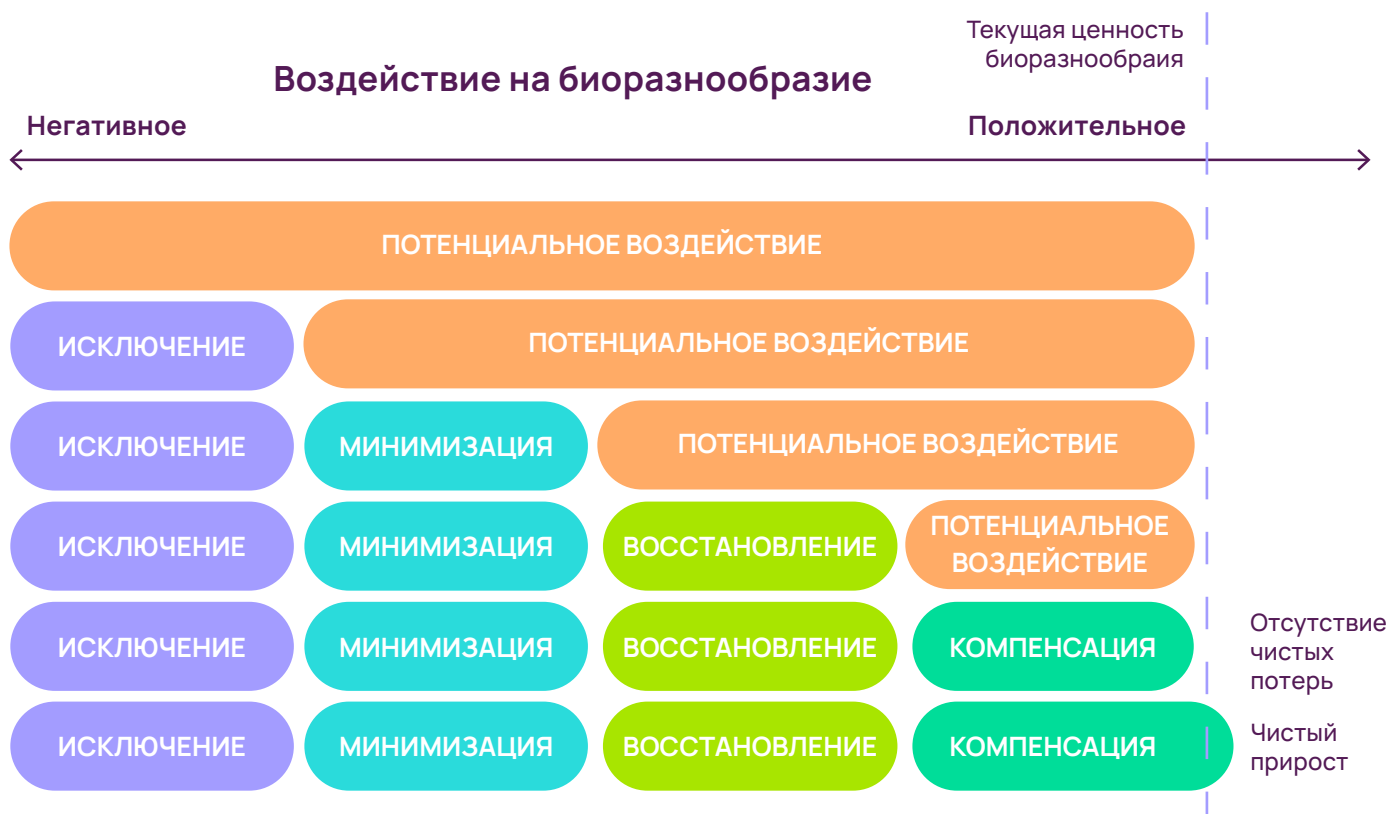 Текущая ценность
биоразнообраия
Воздействие на биоразнообразие
Негативное
Положительное
ПОТЕНЦИАЛЬНОЕ ВОЗДЕЙСТВИЕ
ИСКЛЮЧЕНИЕ
ПОТЕНЦИАЛЬНОЕ ВОЗДЕЙСТВИЕ
ИСКЛЮЧЕНИЕ
МИНИМИЗАЦИЯ
ПОТЕНЦИАЛЬНОЕ ВОЗДЕЙСТВИЕ
ИСКЛЮЧЕНИЕ
МИНИМИЗАЦИЯ
ВОССТАНОВЛЕНИЕ
ПОТЕНЦИАЛЬНОЕ
ВОЗДЕЙСТВИЕ
ИСКЛЮЧЕНИЕ
МИНИМИЗАЦИЯ
ВОССТАНОВЛЕНИЕ
КОМПЕНСАЦИЯ
Отсутствие
чистых
потерь
ИСКЛЮЧЕНИЕ
МИНИМИЗАЦИЯ
ВОССТАНОВЛЕНИЕ
КОМПЕНСАЦИЯ
Чистый
прирост